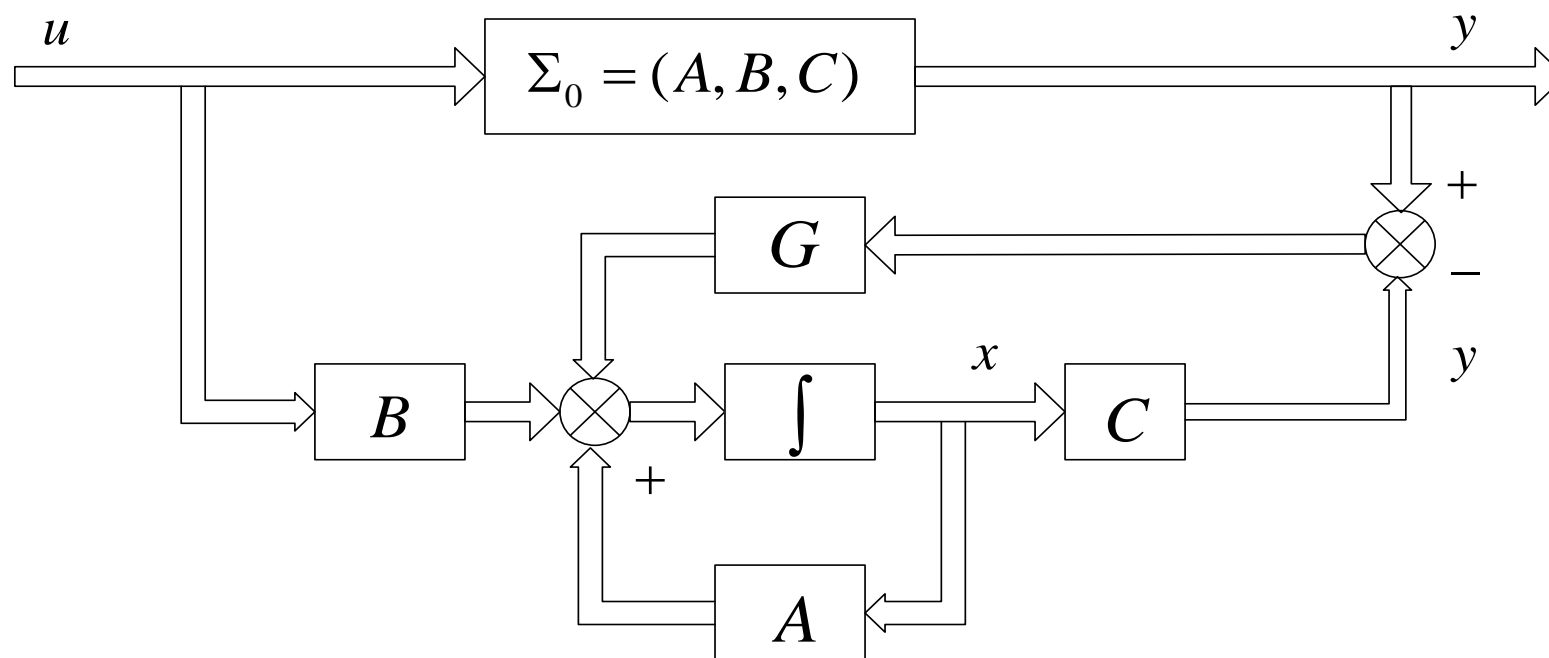 u
y
Σ₀ = (A, B, C)
+
G
−
x
y
B
∫
C
+
A